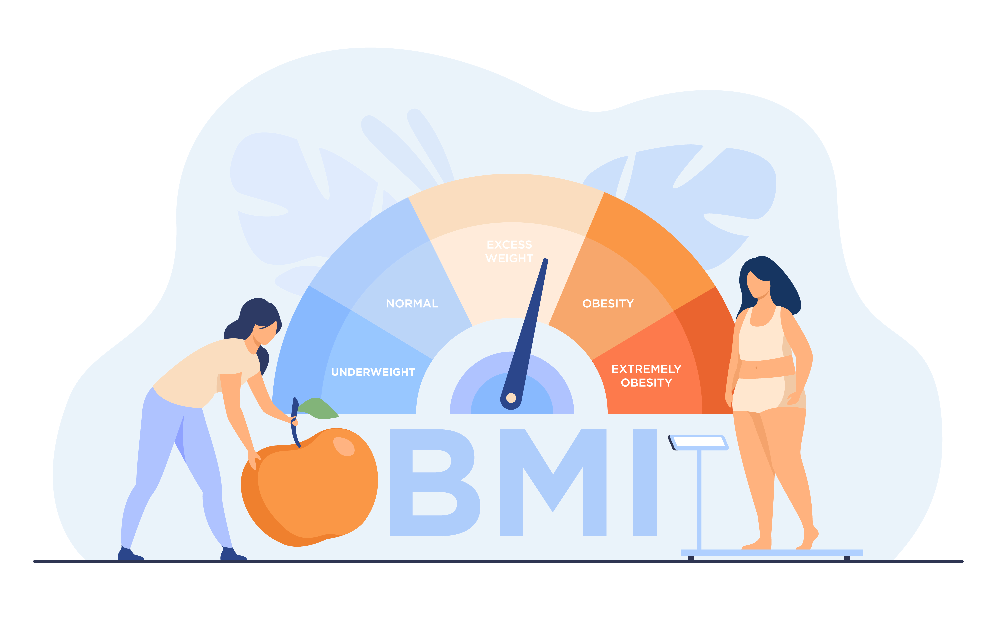 EXCESS
WEIGHT
NORMAL
OBESITY
UNDERWEIGHT
EXTREMELY
OBESITY
BMI